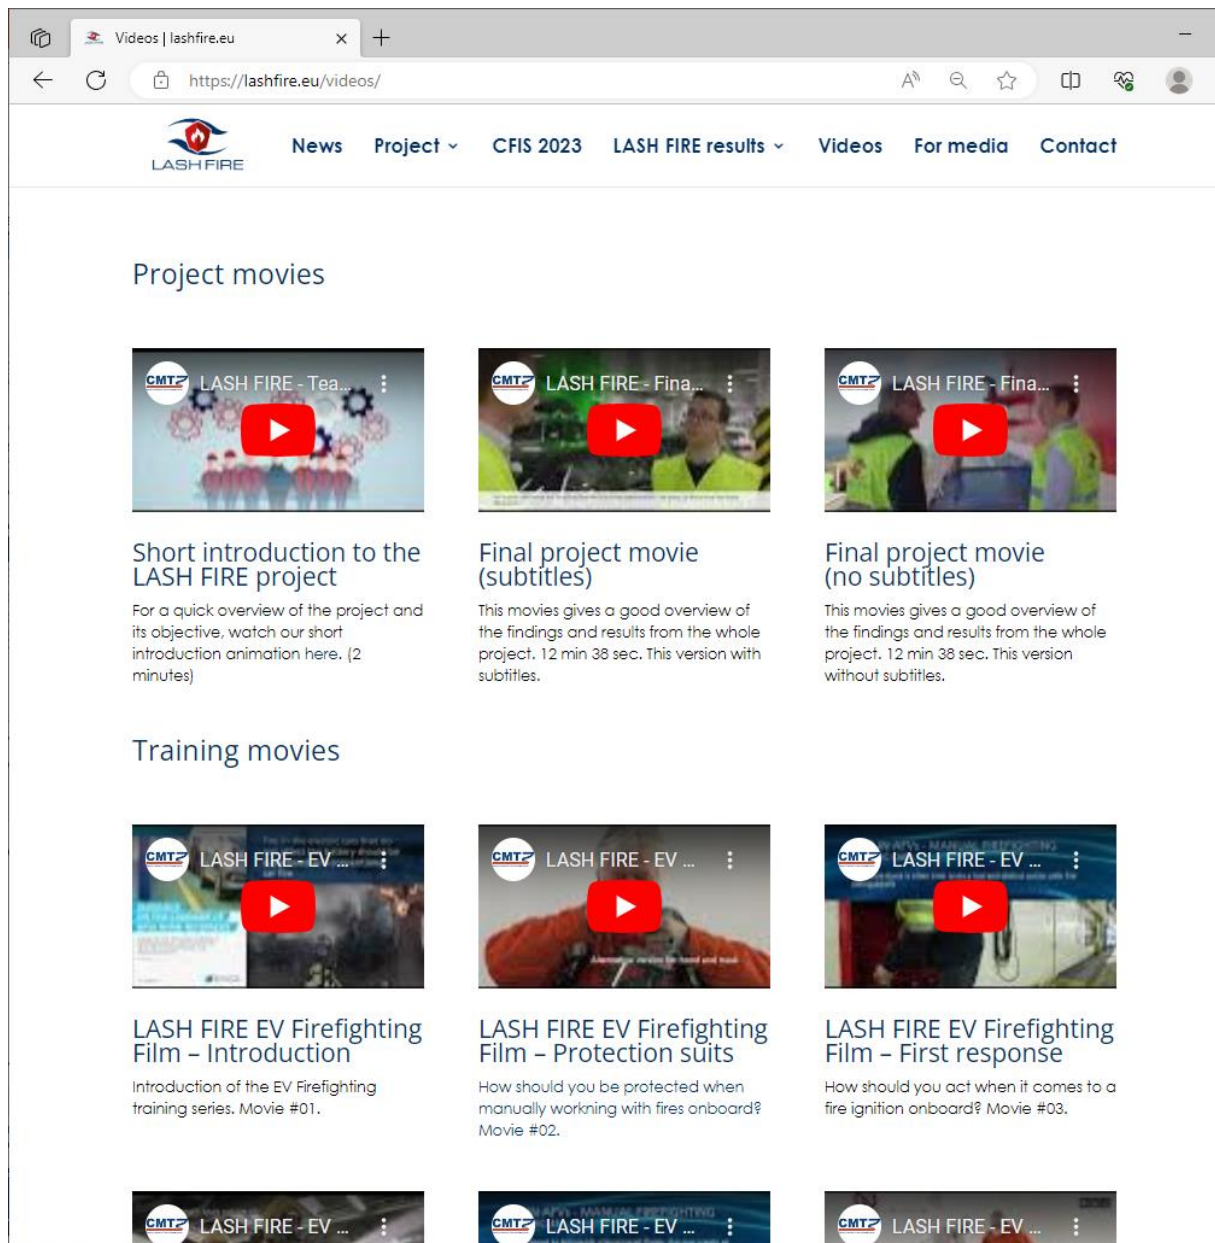 Videos | lashfire.eu
https://lashfire.eu/videos/
LASH FIRE
News Project CFIS 2023 LASH FIRE results Videos For media Contact
Project movies
CMT LASH FIRE - Tea...
CMT LASH FIRE - Fina...
CMT LASH FIRE - Fina...
Short introduction to the
LASH FIRE project
For a quick overview of the project and
its objective, watch our short
introduction animation here. (2
minutes)
Final project movie
(subtitles)
This movies gives a good overview of
the findings and results from the whole
project. 12 min 38 sec. This version with
subtitles.
Final project movie
(no subtitles)
This movies gives a good overview of
the findings and results from the whole
project. 12 min 38 sec. This version
without subtitles.
Training movies
CMT LASH FIRE - EV ...
CMT LASH FIRE - EV ...
CMT LASH FIRE - EV ...
MANUAL FIREFIGHTING
LASH FIRE EV Firefighting
Film – Introduction
Introduction of the EV Firefighting
training series. Movie #01.
LASH FIRE EV Firefighting
Film – Protection suits
How should you be protected when
manually workning with fires onboard?
Movie #02.
LASH FIRE EV Firefighting
Film – First response
How should you act when it comes to a
fire ignition onboard? Movie #03.
CMT LASH FIRE - EV ...
MANUAL FIREFIGHTING
CMT LASH FIRE - EV ...
CMT LASH FIRE - EV ...